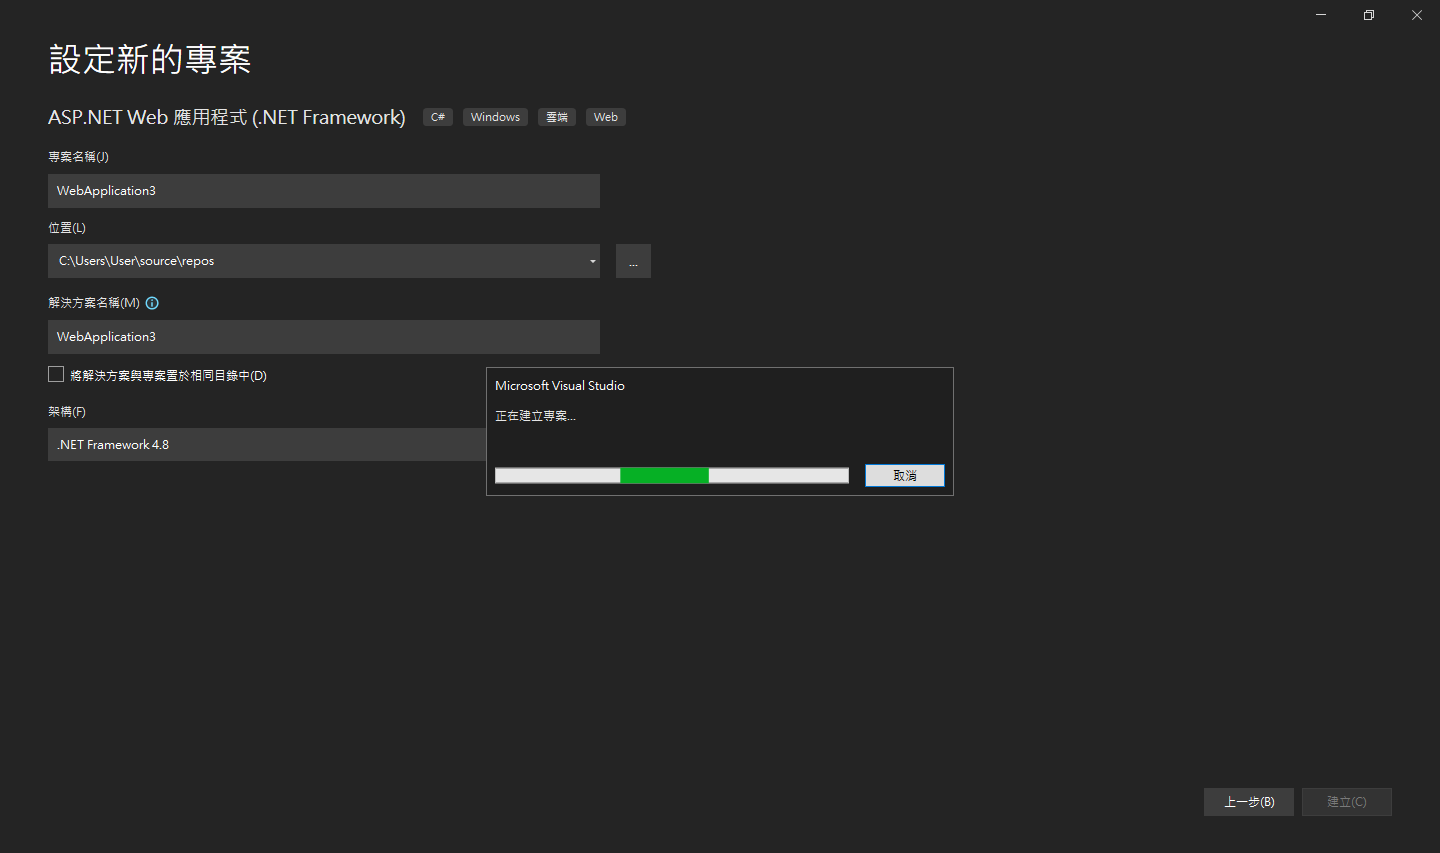 設定新的專案
ASP.NET Web 應用程式 (.NET Framework) C# Windows 雲端 Web
專案名稱(J)
WebApplication3
位置(L)
C:\Users\User\source\repos
...
解決方案名稱(M)
WebApplication3
將解決方案與專案置於相同目錄中(D)
架構(F)
.NET Framework 4.8
Microsoft Visual Studio
正在建立專案...
取消
上一步(B)
建立(C)